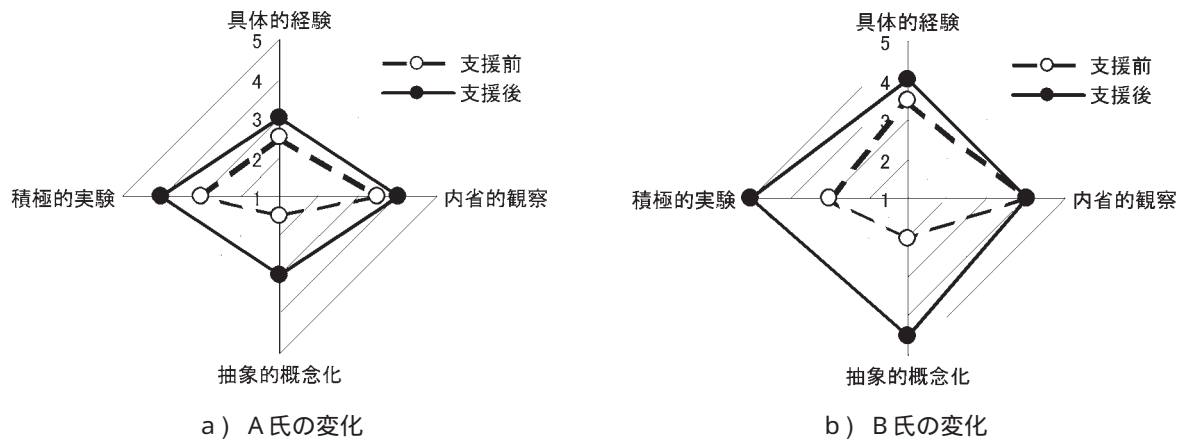 具体的経験
5
4
3
2
1
支援前
支援後
積極的実験
内省的観察
抽象的概念化
a) A氏の変化
具体的経験
5
4
3
2
1
支援前
支援後
積極的実験
内省的観察
抽象的概念化
b) B氏の変化